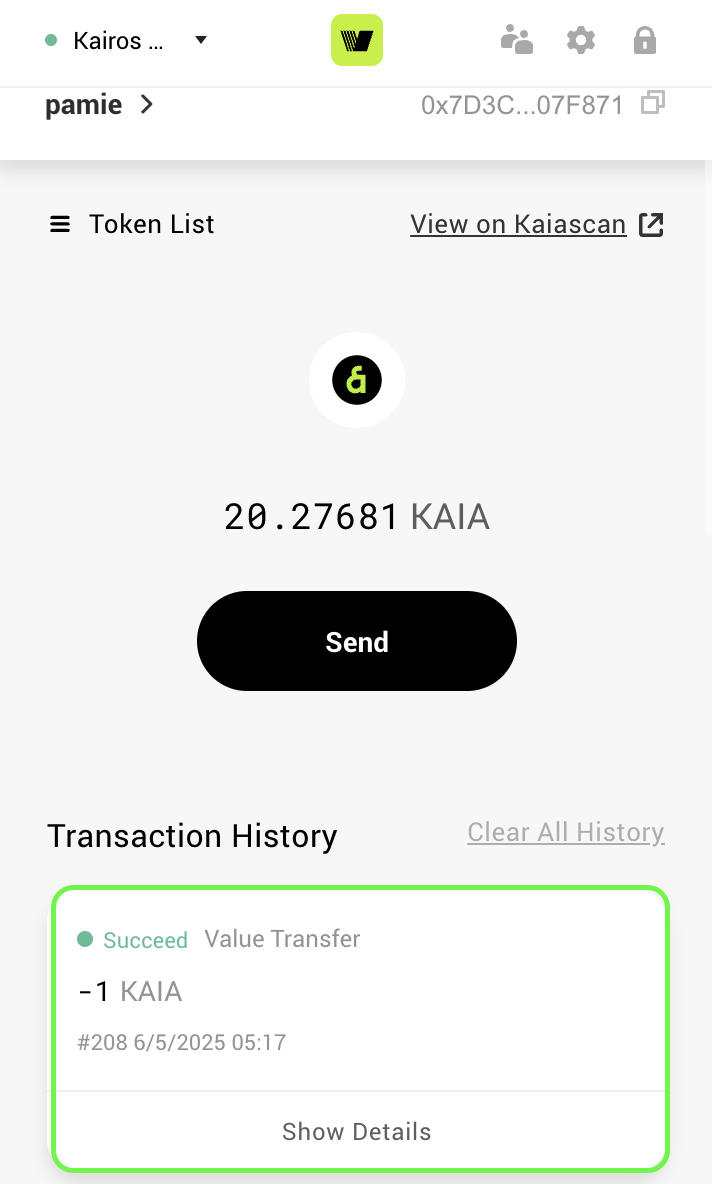 Kairos ...
pamie
0x7D3C...07F871
Token List
View on Kaiascan
20.27681 KAIA
Send
Transaction History
Clear All History
Succeed Value Transfer
-1 KAIA
#208 6/5/2025 05:17
Show Details